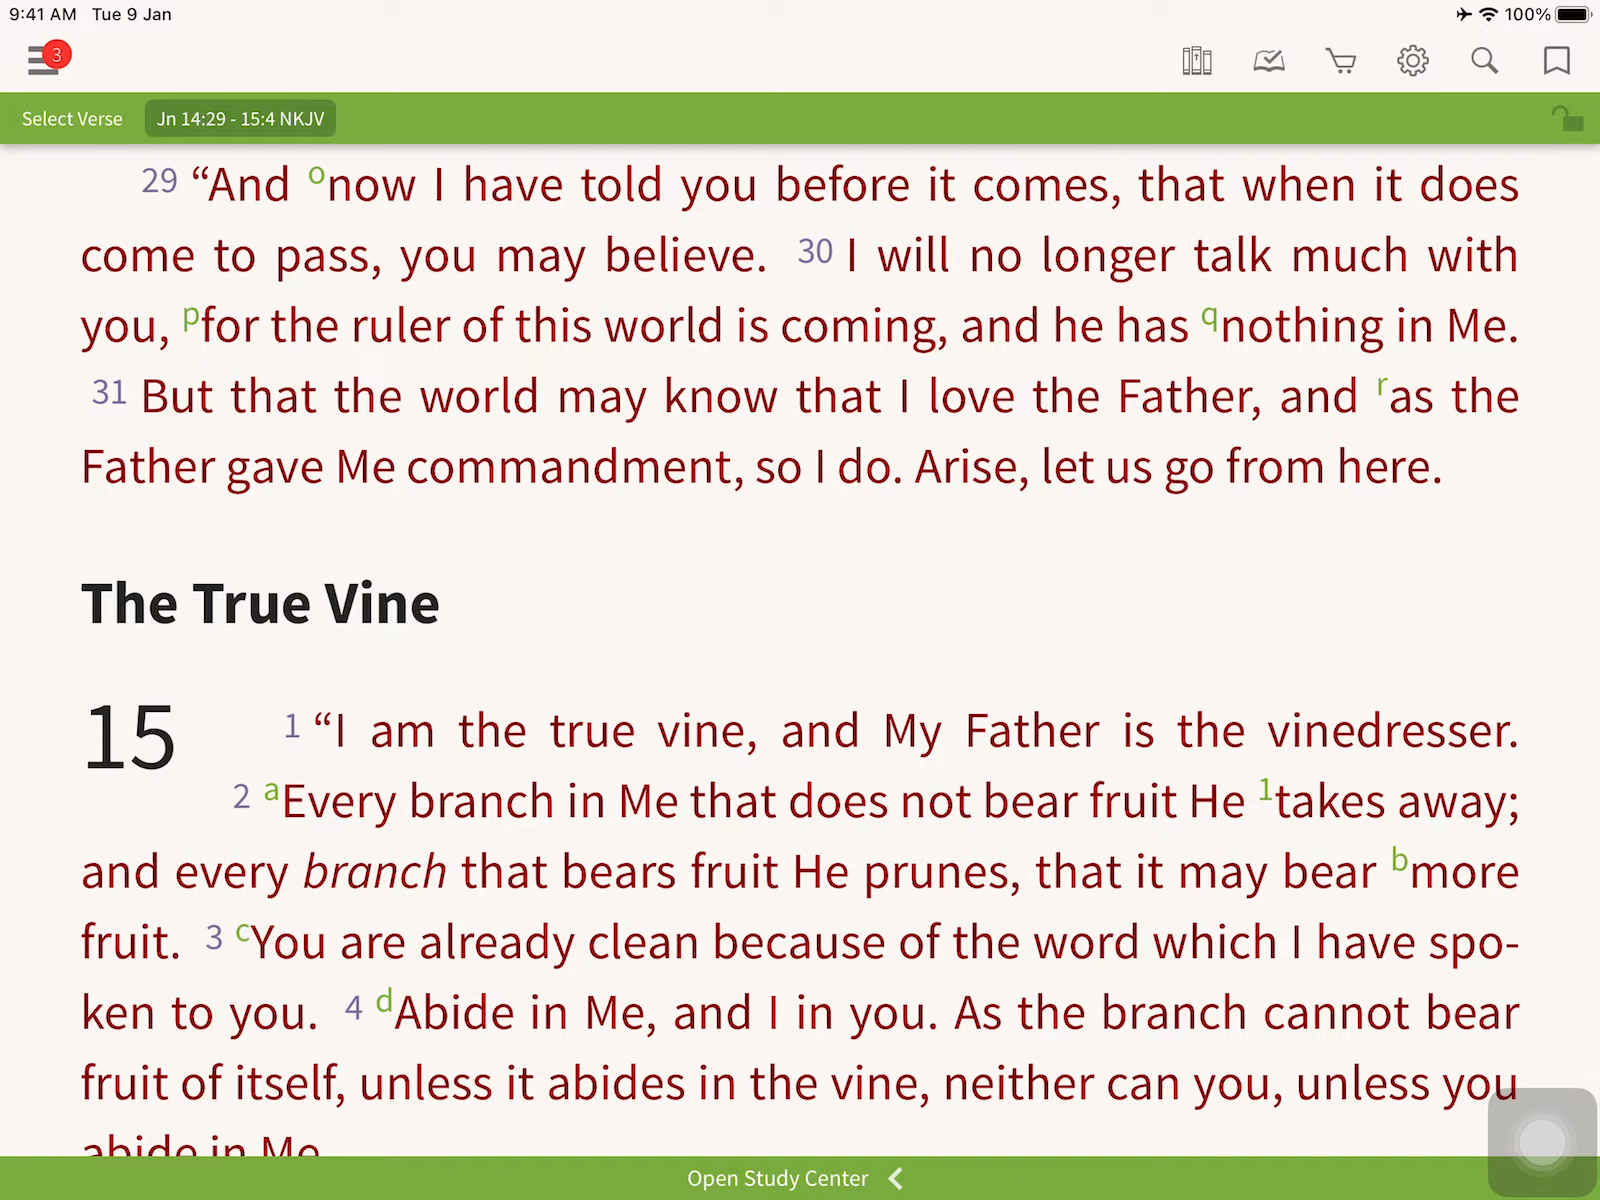 9:41 AM Tue 9 Jan 100%
3
Select Verse Jn 14:29 - 15:4 NKJV
29 “And onow I have told you before it comes, that when it does
come to pass, you may believe. 30 I will no longer talk much with
you, pfor the ruler of this world is coming, and he has qnothing in Me.
31 But that the world may know that I love the Father, and ras the
Father gave Me commandment, so I do. Arise, let us go from here.
The True Vine
15 1 “I am the true vine, and My Father is the vinedresser.
2 aEvery branch in Me that does not bear fruit He 1takes away;
and every branch that bears fruit He prunes, that it may bear bmore
fruit. 3 cYou are already clean because of the word which I have spo-
ken to you. 4 dAbide in Me, and I in you. As the branch cannot bear
fruit of itself, unless it abides in the vine, neither can you, unless you
abide in Me.
Open Study Center